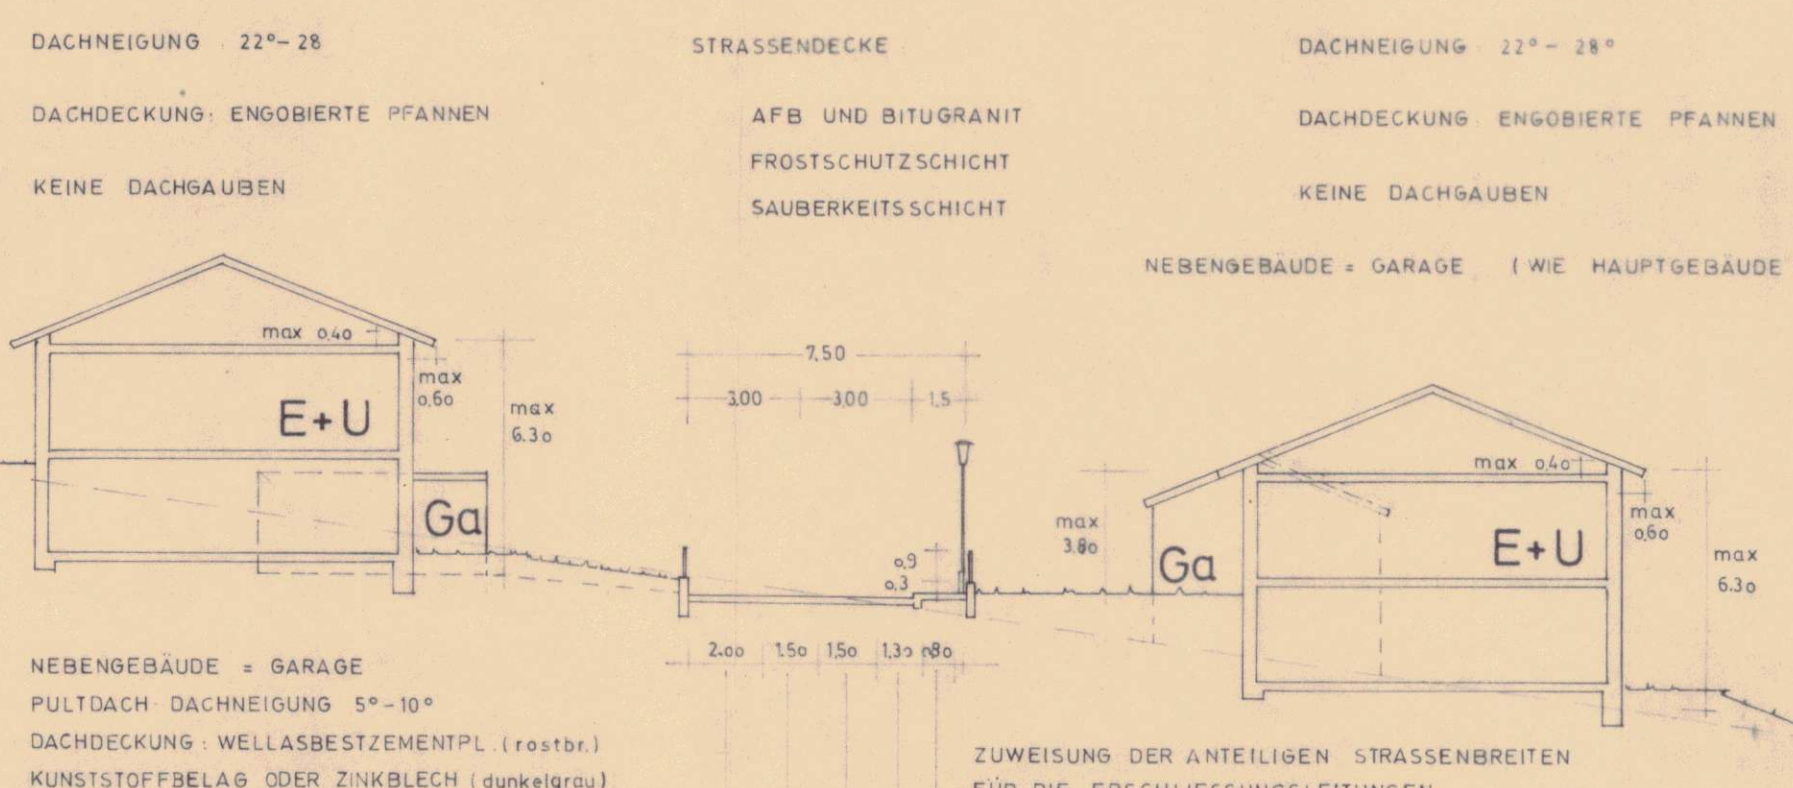 DACHNEIGUNG 22°-28
DACHDECKUNG: ENGOBIERTE PFANNEN
KEINE DACHGAUBEN
STRASSENDECKE
AFB UND BITUGRANIT
FROSTSCHUTZSCHICHT
SAUBERKEITSSCHICHT
DACHNEIGUNG 22°- 28°
DACHDECKUNG ENGOBIERTE PFANNEN
KEINE DACHGAUBEN
NEBENGEBÄUDE = GARAGE (WIE HAUPTGEBÄUDE
max 0.40
max
0.60
max
6.30
E+U
Ga
7.50
3.00 3.00 1.5
0.9
0.3
2.00 1.50 1.50 1.30 0.80
max
3.80
Ga
max 0.40
E+U
max
0.60
max
6.30
NEBENGEBÄUDE = GARAGE
PULTDACH DACHNEIGUNG 5°-10°
DACHDECKUNG: WELLASBESTZEMENTPL. (rostbr.)
KUNSTSTOFFBELAG ODER ZINKBLECH (dunkelgrau)
ZUWEISUNG DER ANTEILIGEN STRASSENBREITEN
FÜR DIE ERSCHLIESSUNGSLEITUNGEN